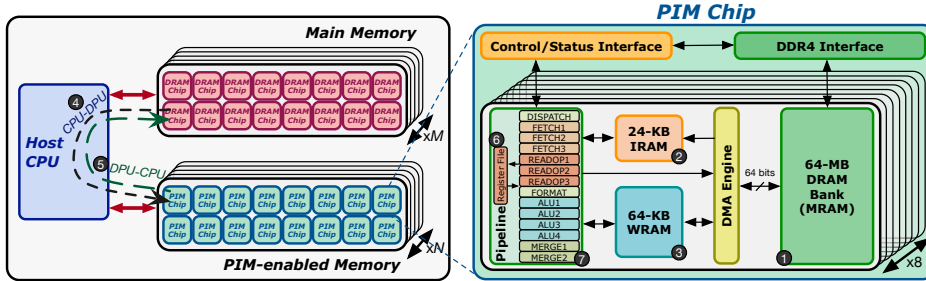 Main Memory
DRAM Chip DRAM Chip DRAM Chip DRAM Chip DRAM Chip DRAM Chip DRAM Chip DRAM Chip
DRAM Chip DRAM Chip DRAM Chip DRAM Chip DRAM Chip DRAM Chip DRAM Chip DRAM Chip
xM
Host
CPU
4
CPU-DPU
5
DPU-CPU
PIM Chip PIM Chip PIM Chip PIM Chip PIM Chip PIM Chip PIM Chip PIM Chip
PIM Chip PIM Chip PIM Chip PIM Chip PIM Chip PIM Chip PIM Chip PIM Chip
xN
PIM-enabled Memory
PIM Chip
Control/Status Interface
DDR4 Interface
6
Register File
Pipeline
DISPATCH
FETCH1
FETCH2
FETCH3
READOP1
READOP2
READOP3
FORMAT
ALU1
ALU2
ALU3
ALU4
MERGE1
MERGE2
7
24-KB
IRAM
2
64-KB
WRAM
3
DMA Engine
64 bits
64-MB
DRAM
Bank
(MRAM)
1
x8